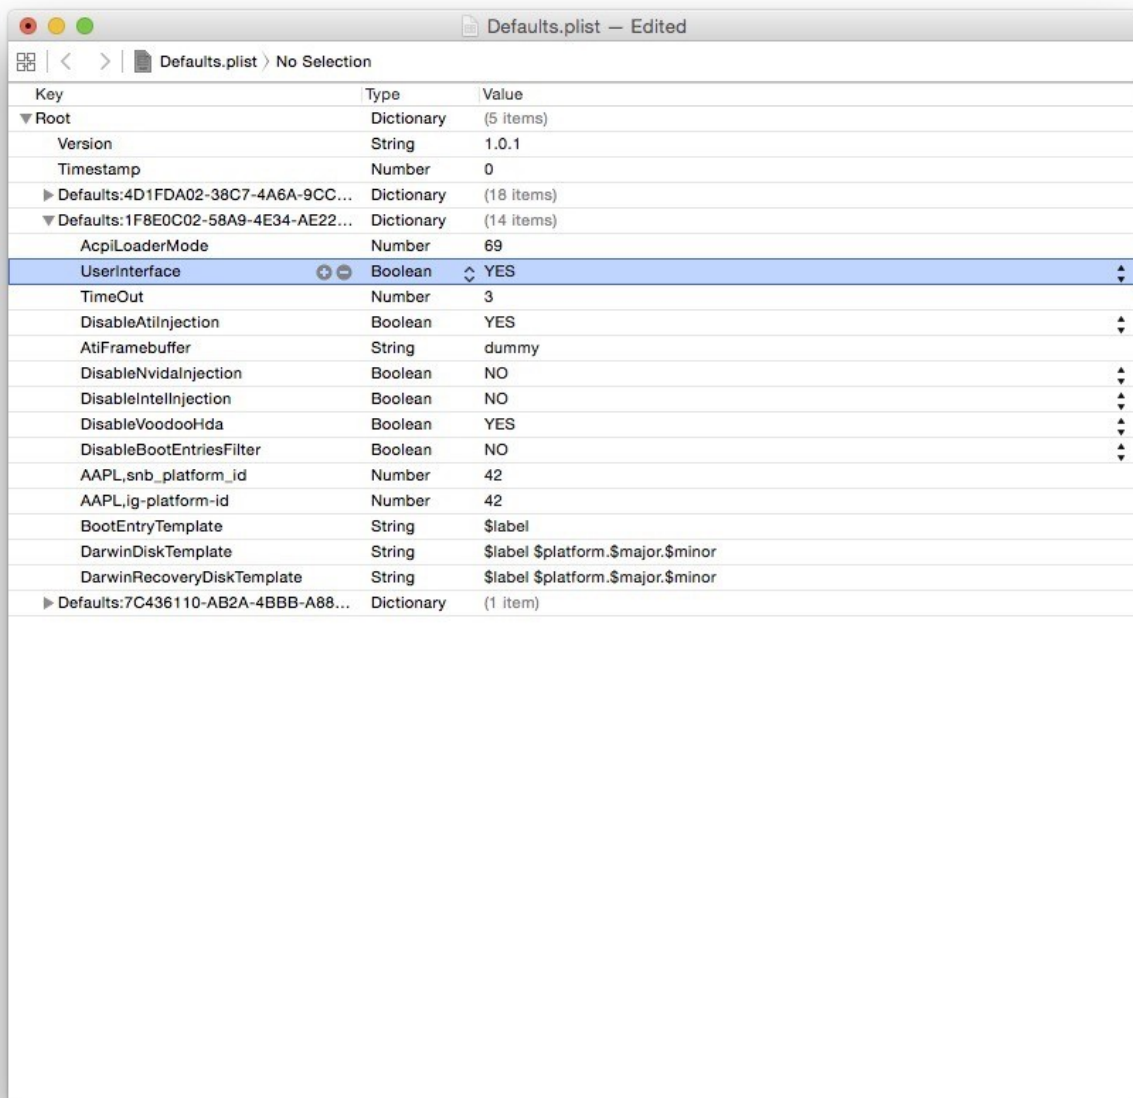 Defaults.plist — Edited
Defaults.plist 〉 No Selection
Key Type Value
Root Dictionary (5 items)
Version String 1.0.1
Timestamp Number 0
Defaults:4D1FDA02-38C7-4A6A-9CC... Dictionary (18 items)
Defaults:1F8E0C02-58A9-4E34-AE22... Dictionary (14 items)
AcpiLoaderMode Number 69
UserInterface Boolean YES
TimeOut Number 3
DisableAtiInjection Boolean YES
AtiFramebuffer String dummy
DisableNvidaInjection Boolean NO
DisableIntelInjection Boolean NO
DisableVoodooHda Boolean YES
DisableBootEntriesFilter Boolean NO
AAPL,snb_platform_id Number 42
AAPL,ig-platform-id Number 42
BootEntryTemplate String $label
DarwinDiskTemplate String $label $platform.$major.$minor
DarwinRecoveryDiskTemplate String $label $platform.$major.$minor
Defaults:7C436110-AB2A-4BBB-A88... Dictionary (1 item)